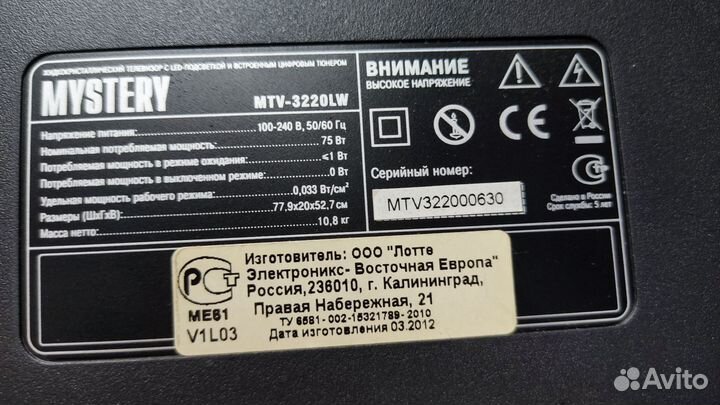 ЖИДКОКРИСТАЛЛИЧЕСКИЙ ТЕЛЕВИЗОР С LED-ПОДСВЕТКОЙ И ВСТРОЕННЫМ ЦИФРОВЫМ ТЮНЕРОМ
MYSTERY
MTV-3220LW
Напряжение питания: 100-240 В, 50/60 Гц
Номинальная потребляемая мощность: 75 Вт
Потребляемая мощность в режиме ожидания: ≤1 Вт
Потребляемая мощность в выключенном режиме: 0 Вт
Удельная мощность рабочего режима: 0,033 Вт/см²
Размеры (ШхГхВ): 77,9x20x52,7 см
Масса нетто: 10,8 кг
ВНИМАНИЕ
ВЫСОКОЕ НАПРЯЖЕНИЕ
Серийный номер:
MTV322000630
Сделано в России
Срок службы: 5 лет
РСТ
ME61
V1L03
Изготовитель: ООО "Лотте
Электроникс- Восточная Европа"
Россия,236010, г. Калининград,
Правая Набережная, 21
ТУ 6581-002-15321789-2010
Дата изготовления 03.2012
Avito